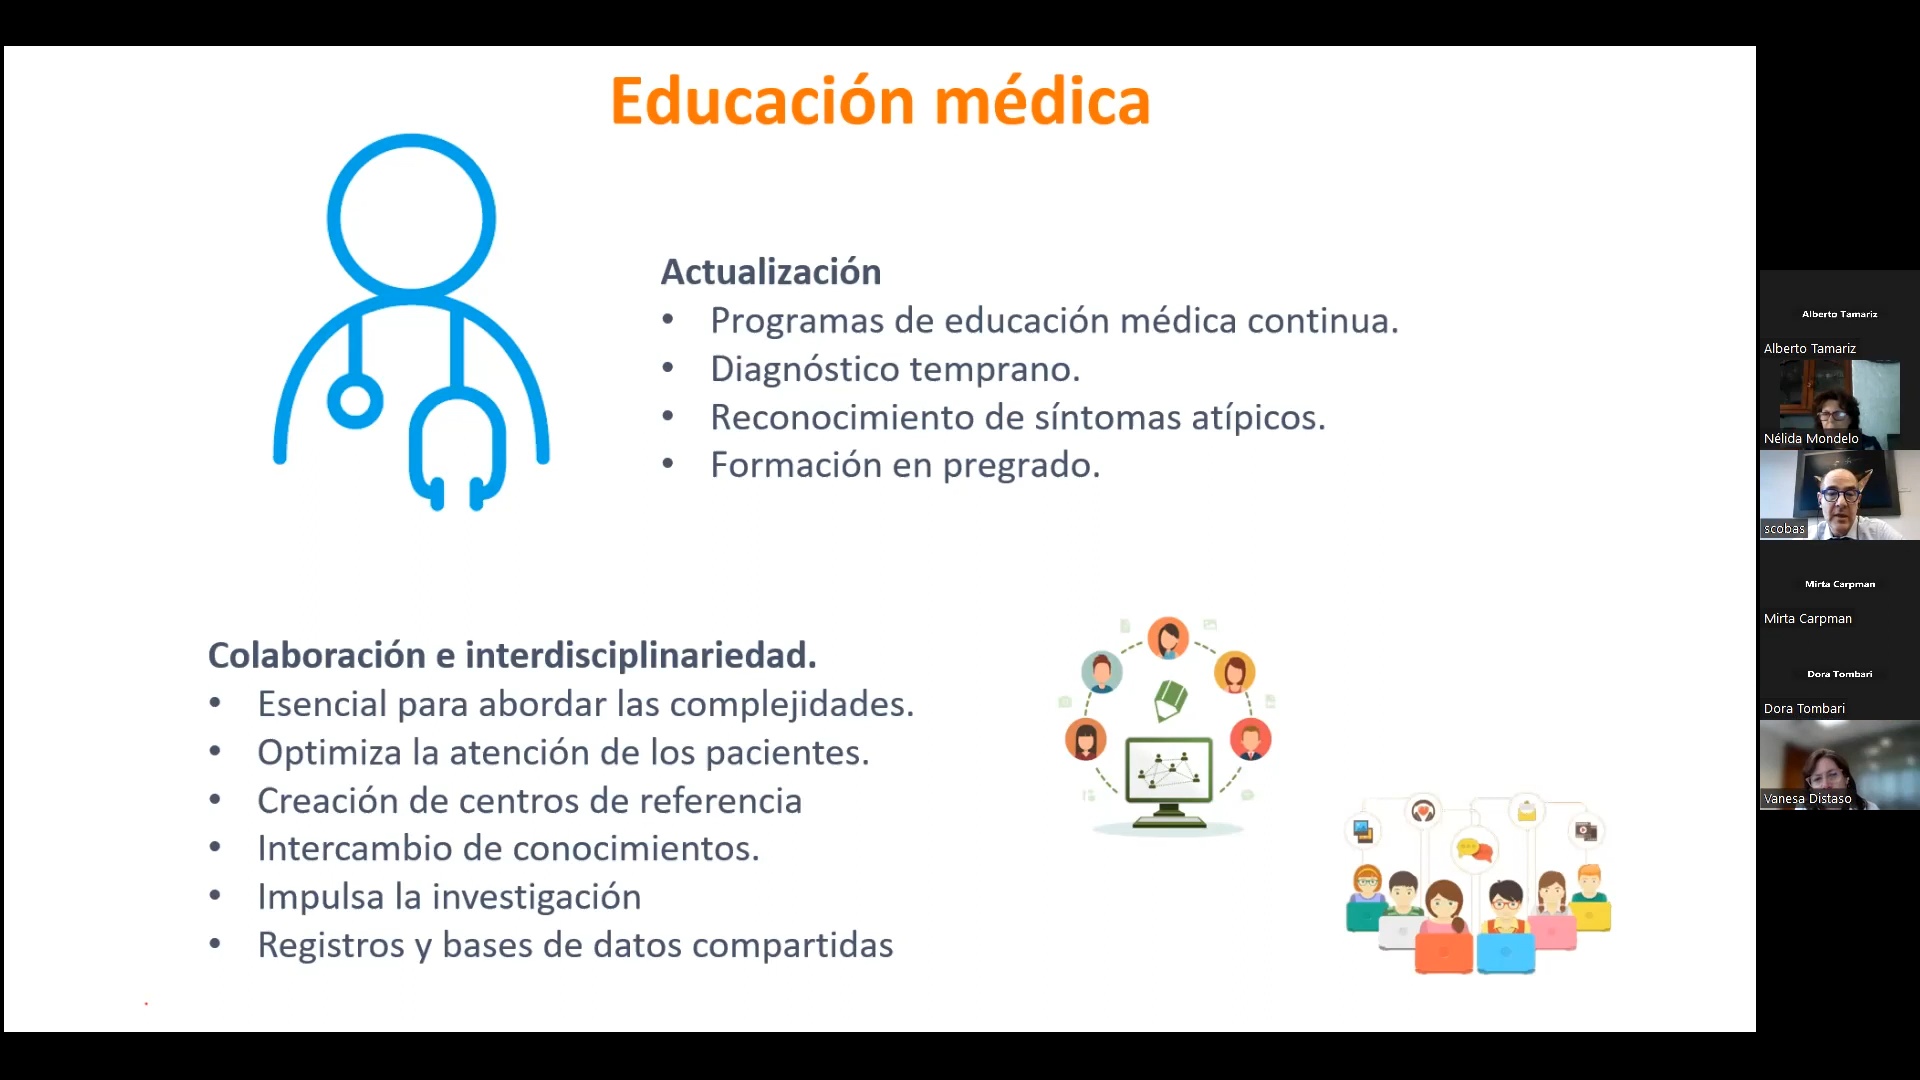 Educación médica
Actualización
• Programas de educación médica continua.
• Diagnóstico temprano.
• Reconocimiento de síntomas atípicos.
• Formación en pregrado.
Colaboración e interdisciplinariedad.
• Esencial para abordar las complejidades.
• Optimiza la atención de los pacientes.
• Creación de centros de referencia
• Intercambio de conocimientos.
• Impulsa la investigación
• Registros y bases de datos compartidas
Alberto Tamariz
Alberto Tamariz
Nélida Mondelo
scobas
Mirta Carpman
Mirta Carpman
Dora Tombari
Dora Tombari
Vanesa Distaso